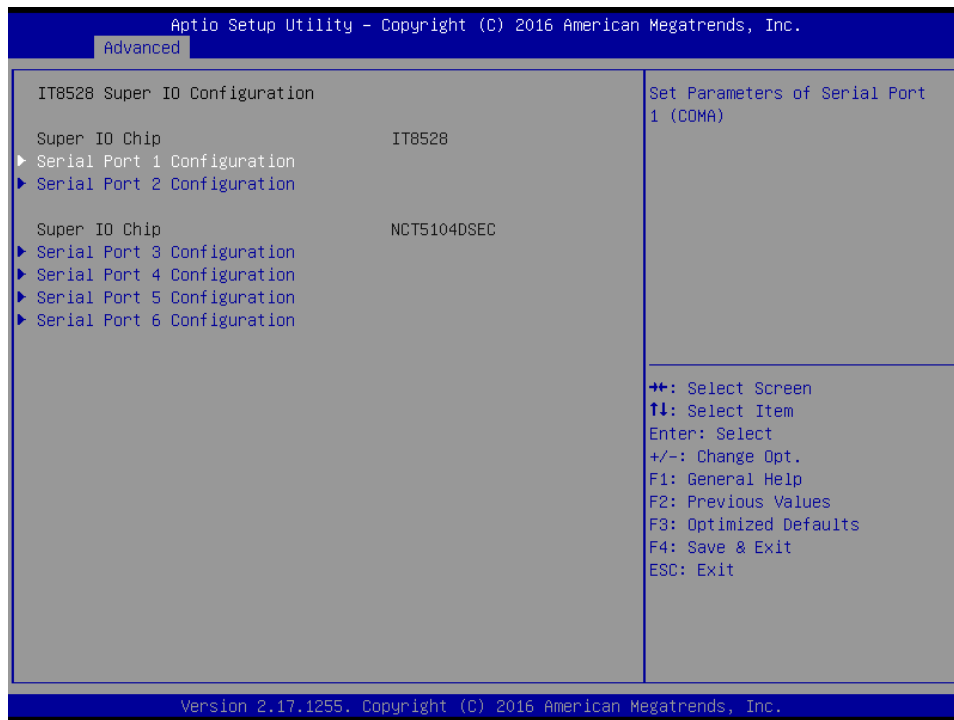 Aptio Setup Utility – Copyright (C) 2016 American Megatrends, Inc.
Advanced
IT8528 Super IO Configuration
Super IO Chip IT8528
▶ Serial Port 1 Configuration
▶ Serial Port 2 Configuration
Super IO Chip NCT5104DSEC
▶ Serial Port 3 Configuration
▶ Serial Port 4 Configuration
▶ Serial Port 5 Configuration
▶ Serial Port 6 Configuration
Set Parameters of Serial Port
1 (COMA)
→←: Select Screen
↑↓: Select Item
Enter: Select
+/-: Change Opt.
F1: General Help
F2: Previous Values
F3: Optimized Defaults
F4: Save & Exit
ESC: Exit
Version 2.17.1255. Copyright (C) 2016 American Megatrends, Inc.